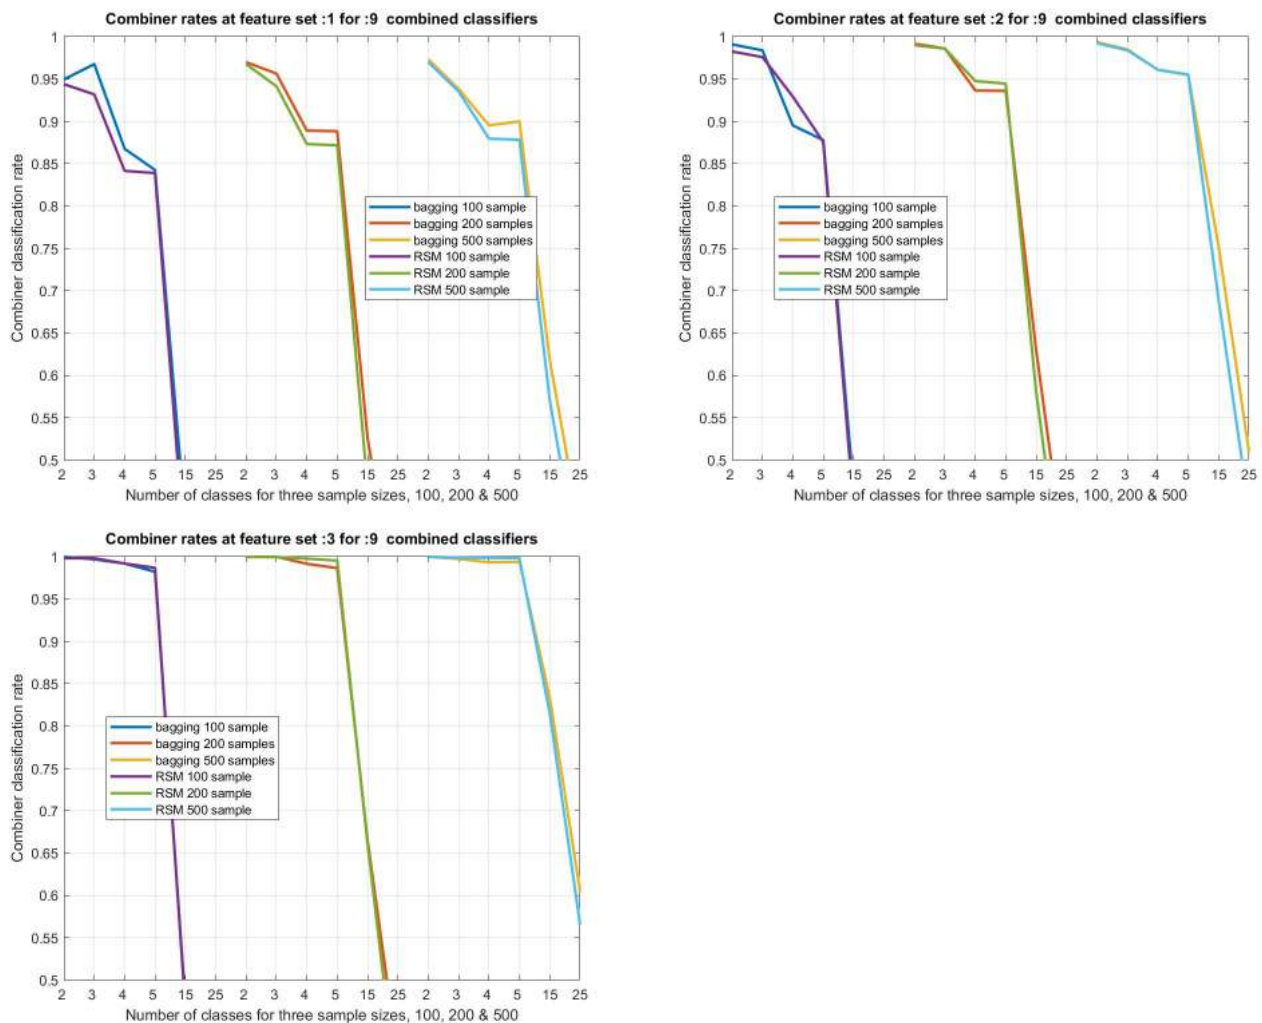 Combiner rates at feature set :1 for :9 combined classifiers
Combiner classification rate
1
0.95
0.9
0.85
0.8
0.75
0.7
0.65
0.6
0.55
0.5
bagging 100 sample
bagging 200 samples
bagging 500 samples
RSM 100 sample
RSM 200 sample
RSM 500 sample
2 3 4 5 15 25 2 3 4 5 15 25 2 3 4 5 15 25
Number of classes for three sample sizes, 100, 200 & 500
Combiner rates at feature set :2 for :9 combined classifiers
Combiner classification rate
1
0.95
0.9
0.85
0.8
0.75
0.7
0.65
0.6
0.55
0.5
bagging 100 sample
bagging 200 samples
bagging 500 samples
RSM 100 sample
RSM 200 sample
RSM 500 sample
2 3 4 5 15 25 2 3 4 5 15 25 2 3 4 5 15 25
Number of classes for three sample sizes, 100, 200 & 500
Combiner rates at feature set :3 for :9 combined classifiers
Combiner classification rate
1
0.95
0.9
0.85
0.8
0.75
0.7
0.65
0.6
0.55
0.5
bagging 100 sample
bagging 200 samples
bagging 500 samples
RSM 100 sample
RSM 200 sample
RSM 500 sample
2 3 4 5 15 25 2 3 4 5 15 25 2 3 4 5 15 25
Number of classes for three sample sizes, 100, 200 & 500